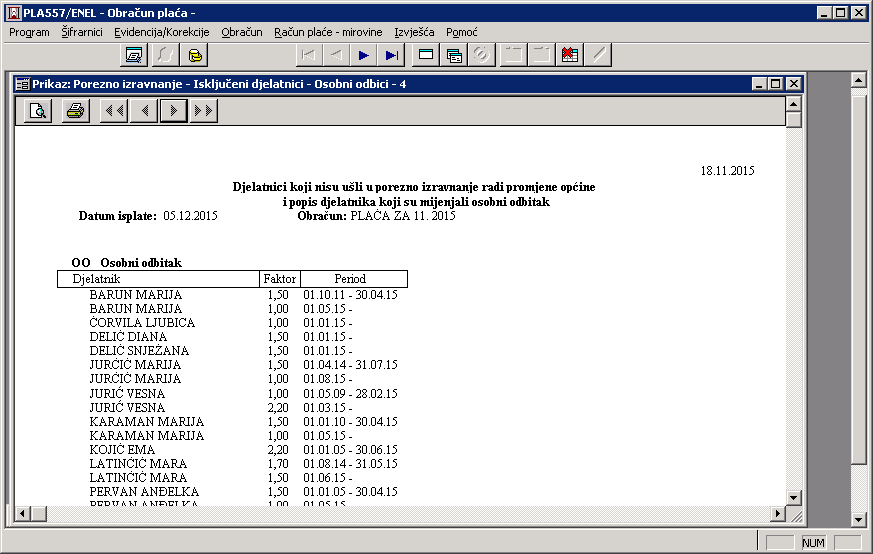 PLA557/ENEL - Obračun plaća -
Program Šifrarnici Evidencija/Korekcije Obračun Račun plaće - mirovine Izvješća Pomoć
Prikaz: Porezno izravnanje - Isključeni djelatnici - Osobni odbici - 4
18.11.2015
Djelatnici koji nisu ušli u porezno izravnanje radi promjene općine
i popis djelatnika koji su mijenjali osobni odbitak
Datum isplate: 05.12.2015 Obračun: PLAĆA ZA 11. 2015
OO Osobni odbitak
Djelatnik Faktor Period
BARUN MARIJA 1,50 01.10.11 - 30.04.15
BARUN MARIJA 1,00 01.05.15 -
ČORVILA LJUBICA 1,00 01.01.15 -
DELIĆ DIANA 1,50 01.01.15 -
DELIĆ SNJEŽANA 1,50 01.01.15 -
JURČIĆ MARIJA 1,50 01.04.14 - 31.07.15
JURČIĆ MARIJA 1,00 01.08.15 -
JURIĆ VESNA 1,00 01.05.09 - 28.02.15
JURIĆ VESNA 2,20 01.03.15 -
KARAMAN MARIJA 1,50 01.01.10 - 30.04.15
KARAMAN MARIJA 1,00 01.05.15 -
KOJIĆ EMA 2,20 01.01.05 - 30.06.15
LATINČIĆ MARA 1,70 01.08.14 - 31.05.15
LATINČIĆ MARA 1,50 01.06.15 -
PERVAN ANĐELKA 1,50 01.01.05 - 30.04.15
PERVAN ANĐELKA 1,00 01.05.15 -
NUM